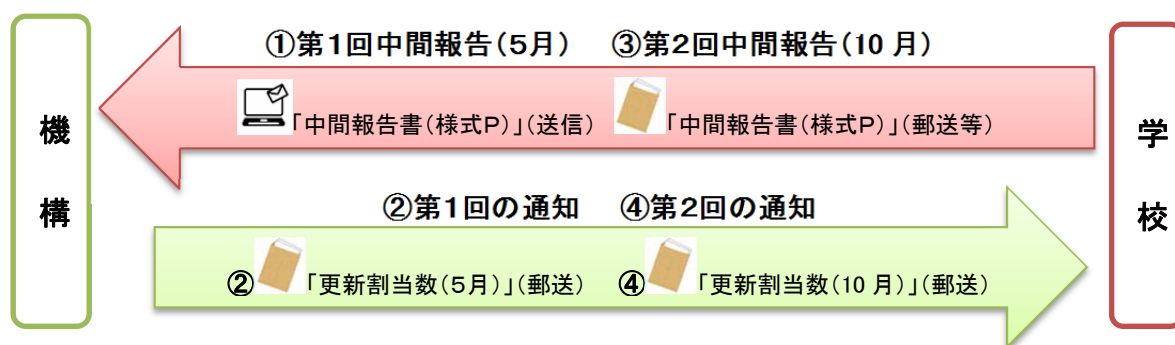 ①第1回中間報告(5月) ③第2回中間報告(10月)
「中間報告書(様式P)」(送信) 「中間報告書(様式P)」(郵送等)
機構
学校
②第1回の通知 ④第2回の通知
②「更新割当数(5月)」(郵送) ④「更新割当数(10月)」(郵送)